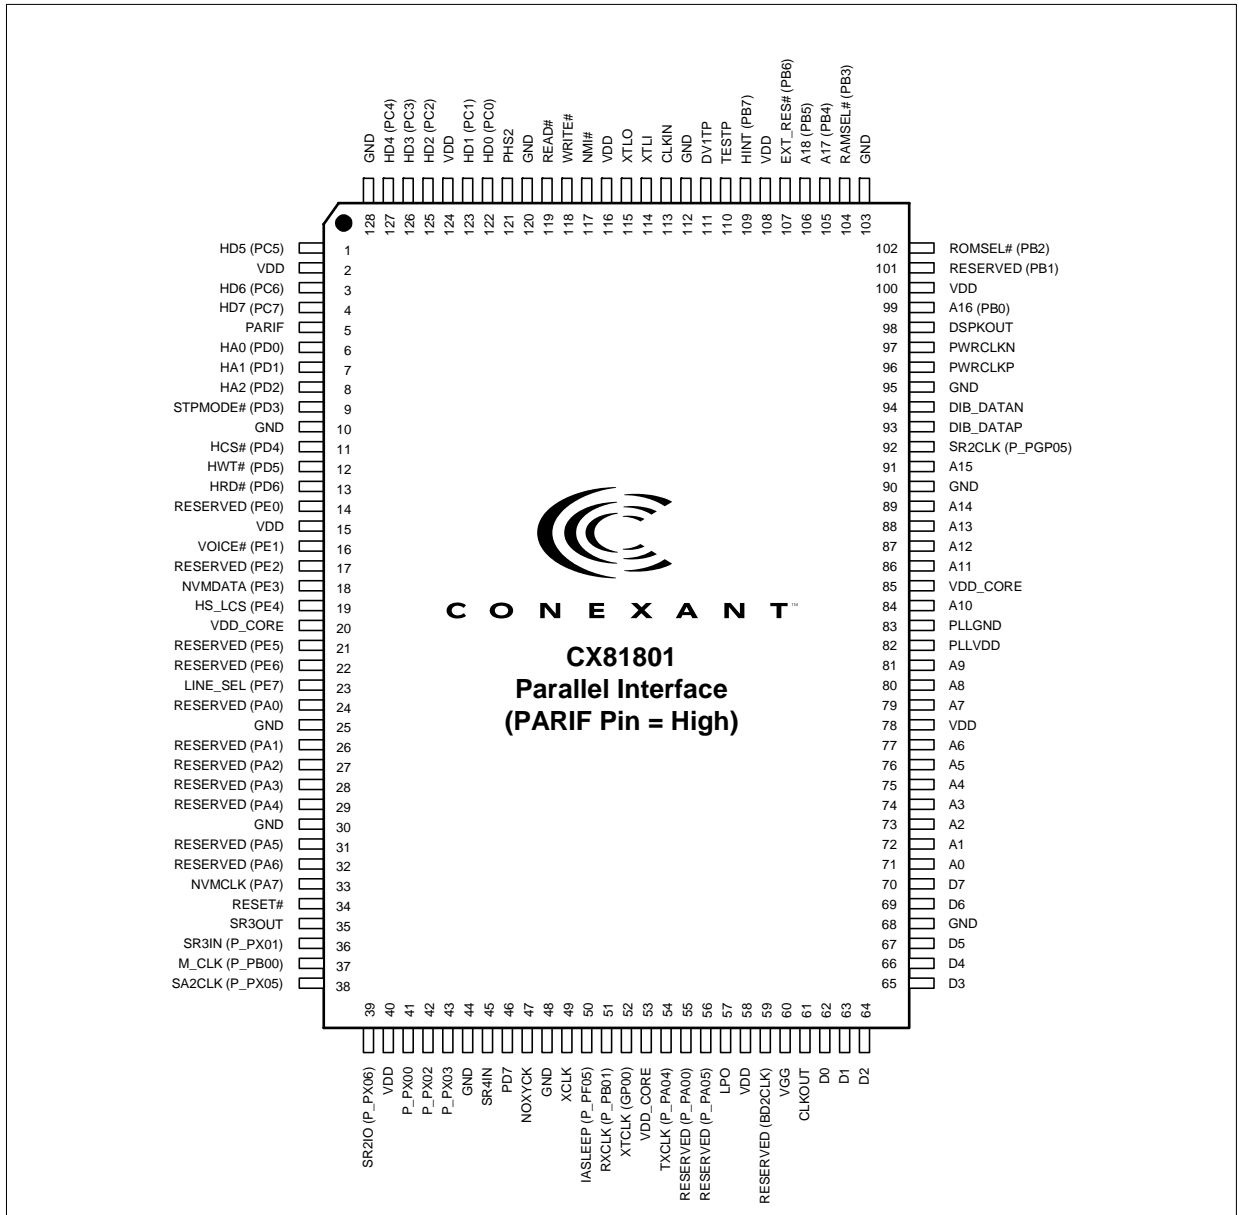 GND
HD4 (PC4)
HD3 (PC3)
HD2 (PC2)
VDD
HD1 (PC1)
HD0 (PC0)
PHS2
GND
READ#
WRITE#
NMI#
VDD
XTLO
XTLI
CLKIN
GND
DV1TP
TESTP
HINT (PB7)
VDD
EXT_RES# (PB6)
A18 (PB5)
A17 (PB4)
RAMSEL# (PB3)
GND
128
127
126
125
124
123
122
121
120
119
118
117
116
115
114
113
112
111
110
109
108
107
106
105
104
103
HD5 (PC5) 1
VDD 2
HD6 (PC6) 3
HD7 (PC7) 4
PARIF 5
HA0 (PD0) 6
HA1 (PD1) 7
HA2 (PD2) 8
STPMODE# (PD3) 9
GND 10
HCS# (PD4) 11
HWT# (PD5) 12
HRD# (PD6) 13
RESERVED (PE0) 14
VDD 15
VOICE# (PE1) 16
RESERVED (PE2) 17
NVMDATA (PE3) 18
HS_LCS (PE4) 19
VDD_CORE 20
RESERVED (PE5) 21
RESERVED (PE6) 22
LINE_SEL (PE7) 23
RESERVED (PA0) 24
GND 25
RESERVED (PA1) 26
RESERVED (PA2) 27
RESERVED (PA3) 28
RESERVED (PA4) 29
GND 30
RESERVED (PA5) 31
RESERVED (PA6) 32
NVMCLK (PA7) 33
RESET# 34
SR3OUT 35
SR3IN (P_PX01) 36
M_CLK (P_PB00) 37
SA2CLK (P_PX05) 38
CONEXANT™
CX81801
Parallel Interface
(PARIF Pin = High)
102 ROMSEL# (PB2)
101 RESERVED (PB1)
100 VDD
99 A16 (PB0)
98 DSPKOUT
97 PWRCLKN
96 PWRCLKP
95 GND
94 DIB_DATAN
93 DIB_DATAP
92 SR2CLK (P_PGP05)
91 A15
90 GND
89 A14
88 A13
87 A12
86 A11
85 VDD_CORE
84 A10
83 PLLGND
82 PLLVDD
81 A9
80 A8
79 A7
78 VDD
77 A6
76 A5
75 A4
74 A3
73 A2
72 A1
71 A0
70 D7
69 D6
68 GND
67 D5
66 D4
65 D3
39
40
41
42
43
44
45
46
47
48
49
50
51
52
53
54
55
56
57
58
59
60
61
62
63
64
SR2IO (P_PX06)
VDD
P_PX00
P_PX02
P_PX03
GND
SR4IN
PD7
NOXYCK
GND
XCLK
IASLEEP (P_PF05)
RXCLK (P_PB01)
XTCLK (GP00)
VDD_CORE
TXCLK (P_PA04)
RESERVED (P_PA00)
RESERVED (P_PA05)
LPO
VDD
RESERVED (BD2CLK)
VGG
CLKOUT
D0
D1
D2